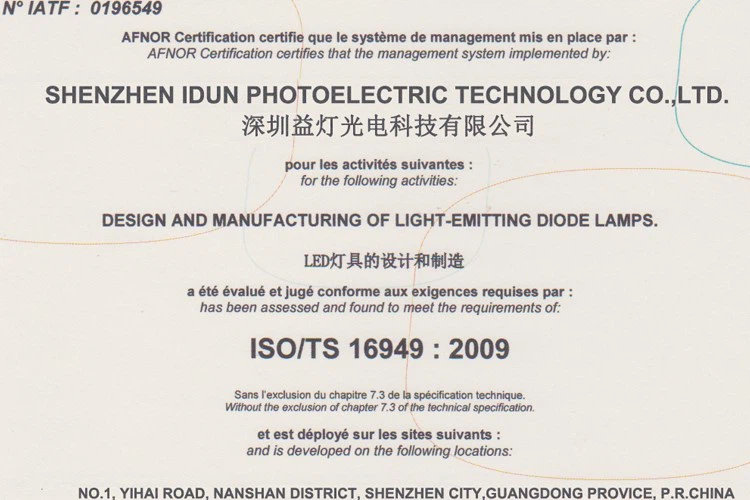 N° IATF : 0196549
AFNOR Certification certifie que le système de management mis en place par :
AFNOR Certification certifies that the management system implemented by:
SHENZHEN IDUN PHOTOELECTRIC TECHNOLOGY CO.,LTD.
深圳益灯光电科技有限公司
pour les activités suivantes :
for the following activities:
DESIGN AND MANUFACTURING OF LIGHT-EMITTING DIODE LAMPS.
LED灯具的设计和制造
a été évalué et jugé conforme aux exigences requises par :
has been assessed and found to meet the requirements of:
ISO/TS 16949 : 2009
Sans l'exclusion du chapitre 7.3 de la spécification technique.
Without the exclusion of chapter 7.3 of the technical specification.
et est déployé sur les sites suivants :
and is developed on the following locations:
NO.1, YIHAI ROAD, NANSHAN DISTRICT, SHENZHEN CITY,GUANGDONG PROVICE, P.R.CHINA